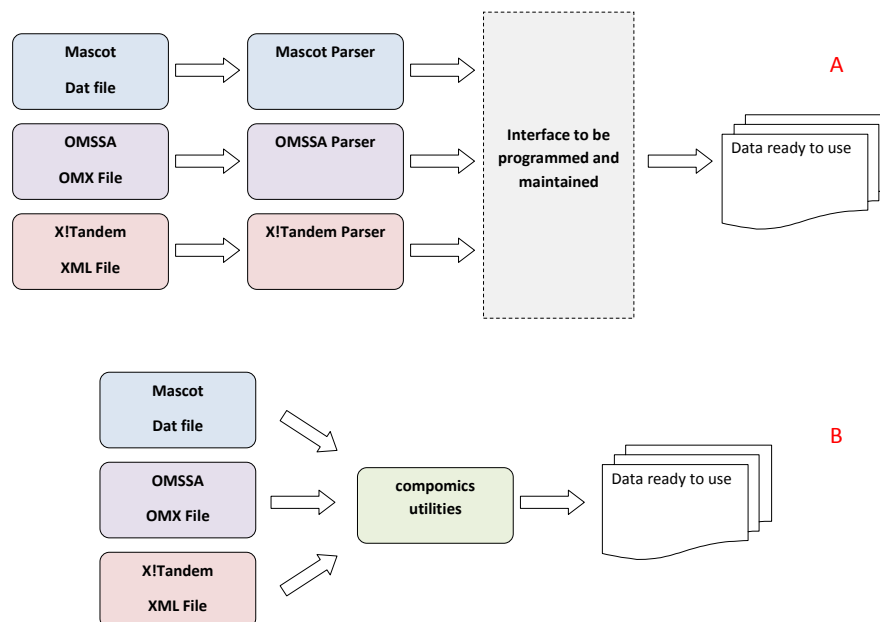 Mascot
Dat file
Mascot Parser
OMSSA
OMX File
OMSSA Parser
X!Tandem
XML File
X!Tandem Parser
Interface to be
programmed and
maintained
A
Data ready to use
Mascot
Dat file
OMSSA
OMX File
X!Tandem
XML File
compomics
utilities
B
Data ready to use